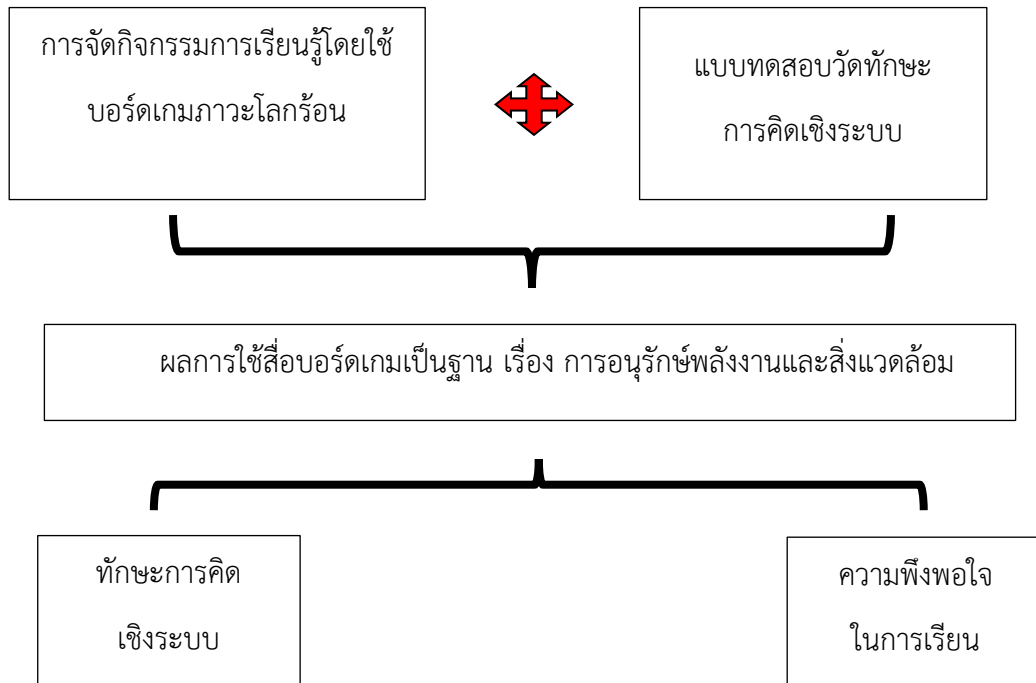 การจัดกิจกรรมการเรียนรู้โดยใช้
บอร์ดเกมภาวะโลกร้อน
แบบทดสอบวัดทักษะ
การคิดเชิงระบบ
ผลการใช้สื่อบอร์ดเกมเป็นฐาน เรื่อง การอนุรักษ์พลังงานและสิ่งแวดล้อม
ทักษะการคิด
เชิงระบบ
ความพึงพอใจ
ในการเรียน